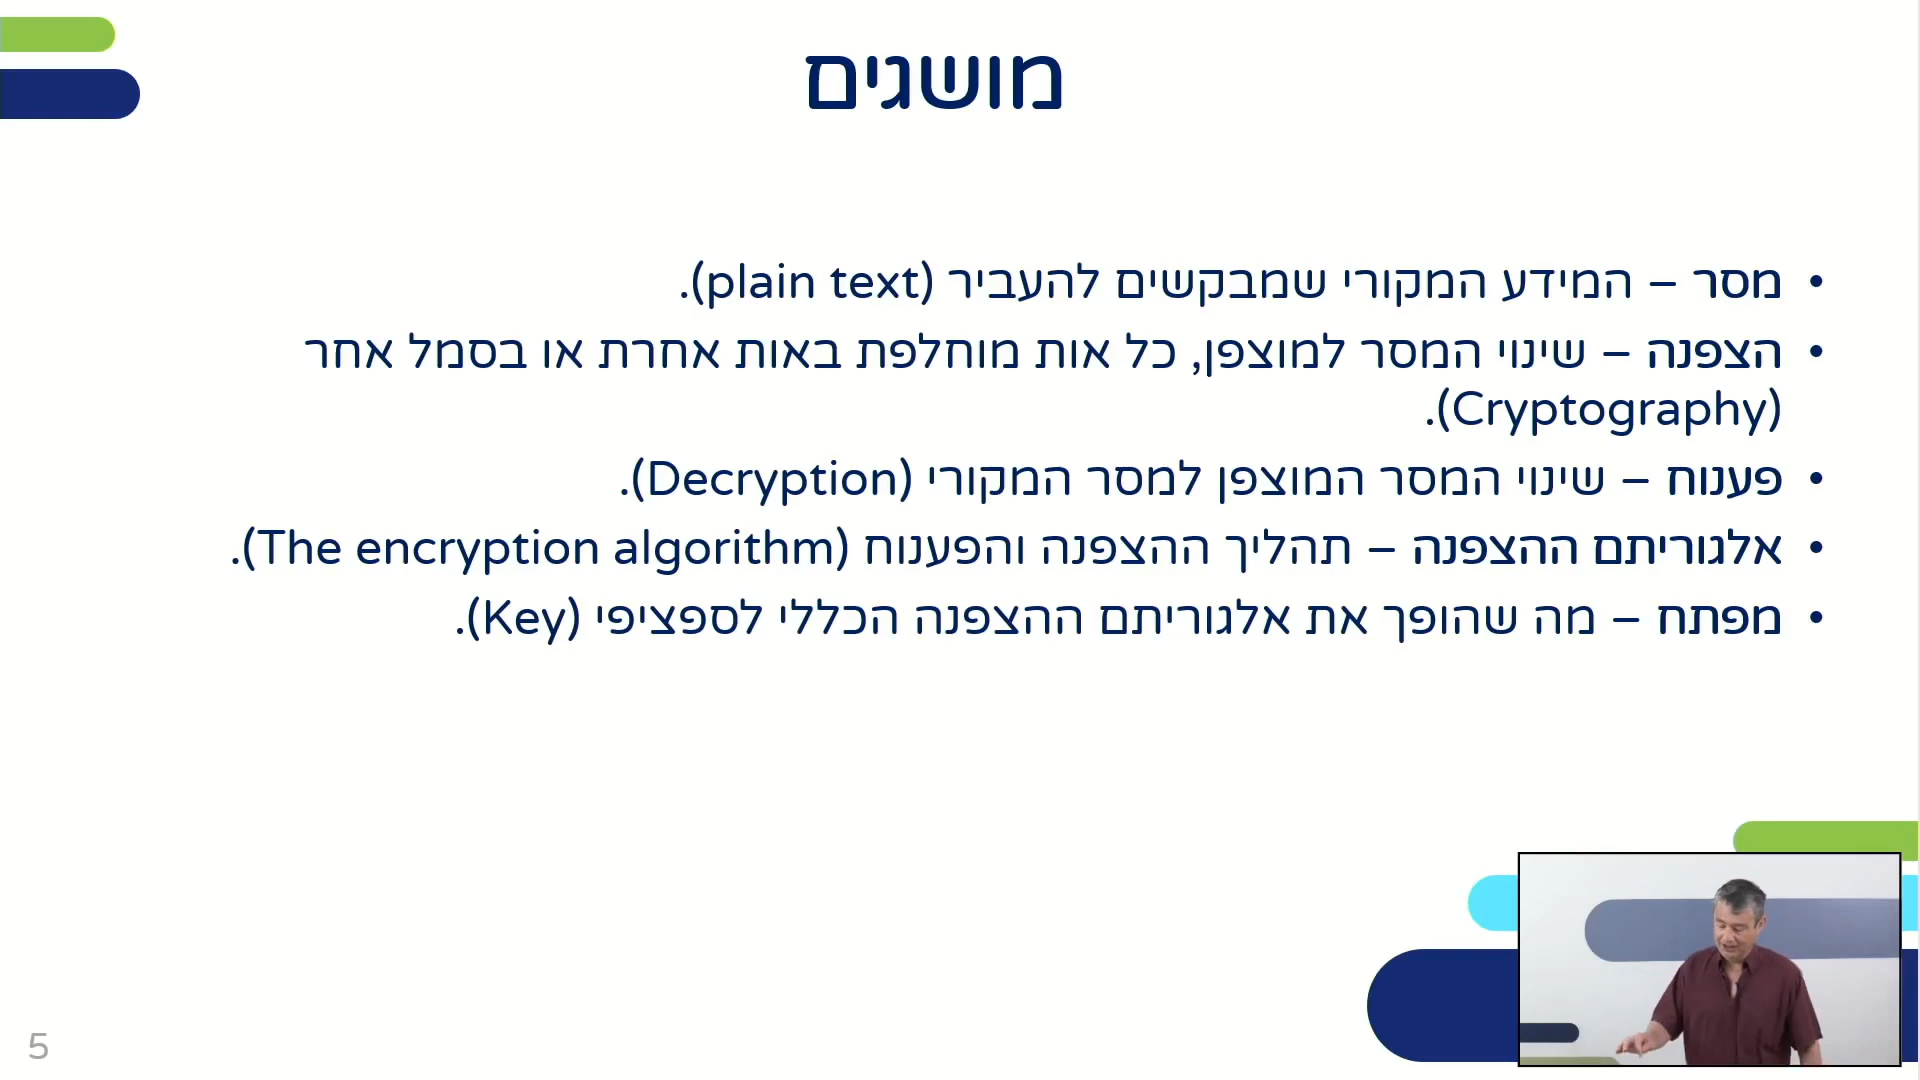 מושגים
• מסר – המידע המקורי שמבקשים להעביר (plain text).
• הצפנה – שינוי המסר למוצפן, כל אות מוחלפת באות אחרת או בסמל אחר
(Cryptography).
• פענוח – שינוי המסר המוצפן למסר המקורי (Decryption).
• אלגוריתם ההצפנה – תהליך ההצפנה והפענוח (The encryption algorithm).
• מפתח – מה שהופך את אלגוריתם ההצפנה הכללי לספציפי (Key).
5